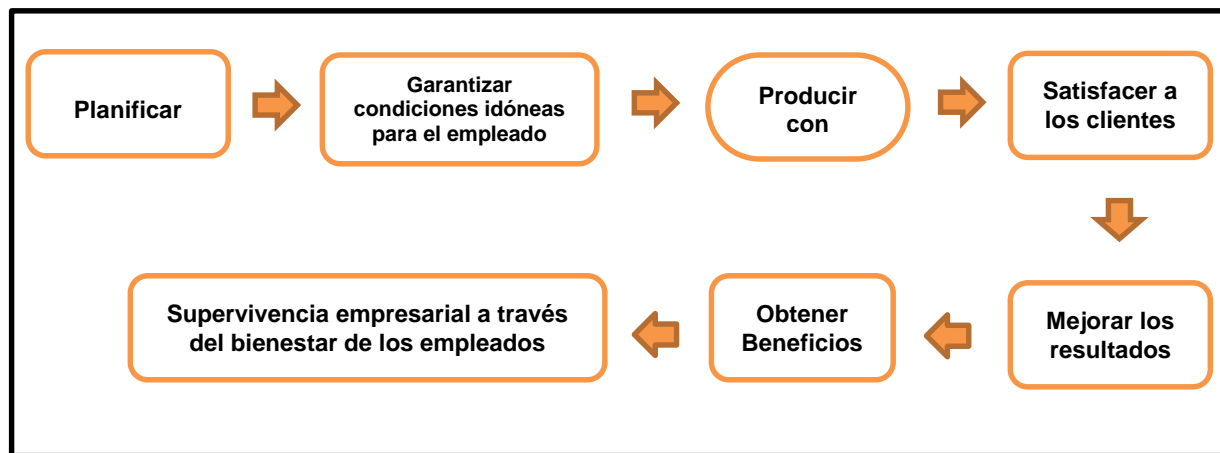 Planificar
Garantizar
condiciones idóneas
para el empleado
Producir
con
Satisfacer a
los clientes
Mejorar los
resultados
Obtener
Beneficios
Supervivencia empresarial a través
del bienestar de los empleados